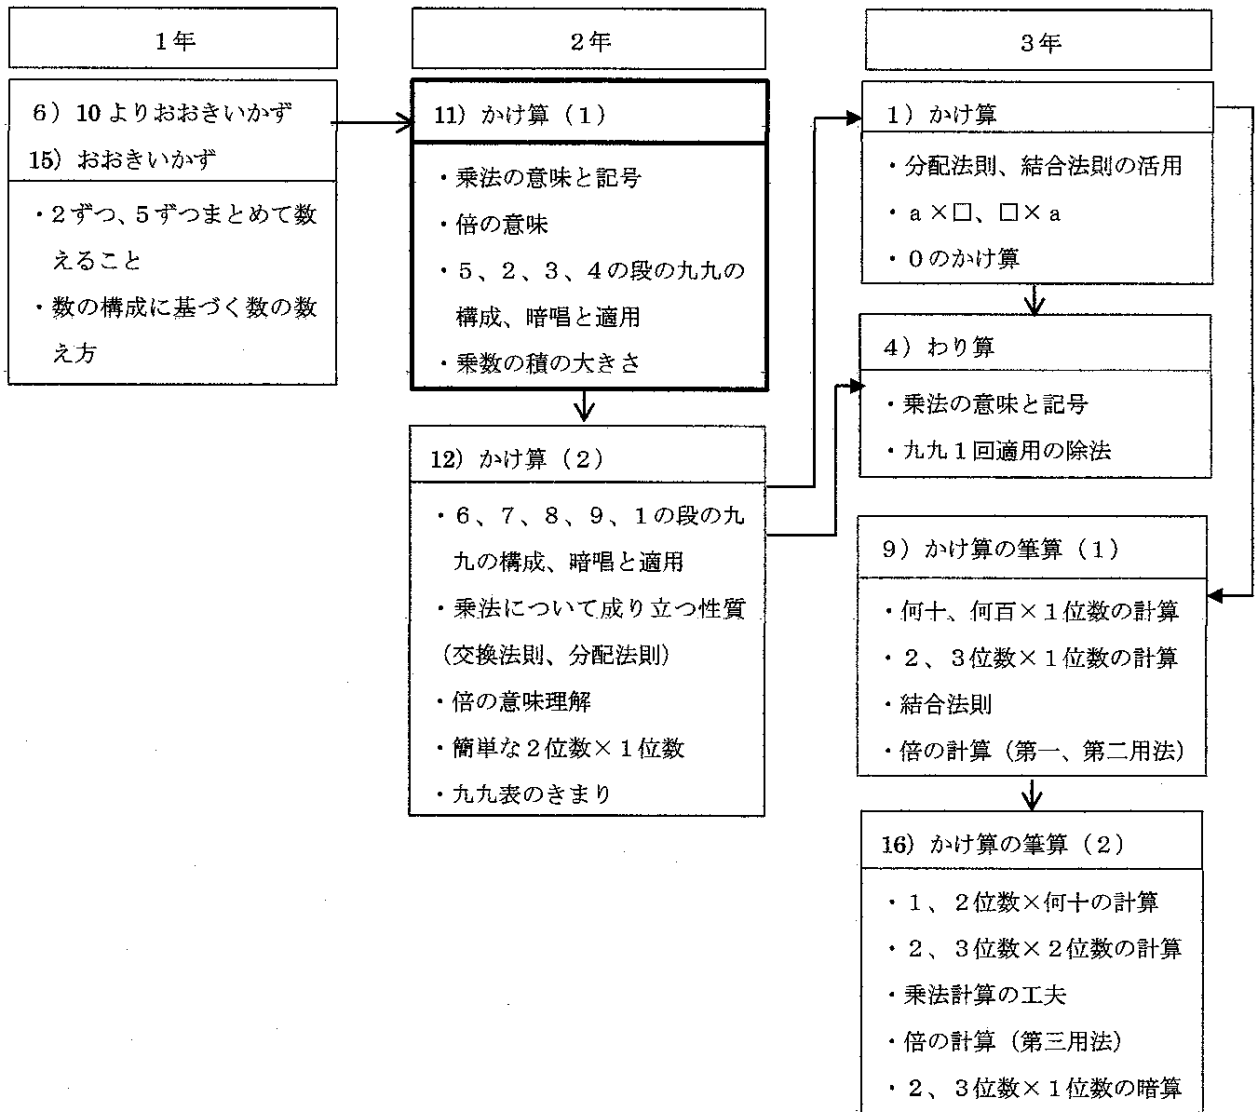 1年
6）10よりおおきいかず
15）おおきいかず
・2ずつ、5ずつまとめて数
えること
・数の構成に基づく数の数
え方
2年
11）かけ算（1）
・乗法の意味と記号
・倍の意味
・5、2、3、4の段の九九の
構成、暗唱と適用
・乗数の積の大きさ
12）かけ算（2）
・6、7、8、9、1の段の九
九の構成、暗唱と適用
・乗法について成り立つ性質
（交換法則、分配法則）
・倍の意味理解
・簡単な2位数×1位数
・九九表のきまり
3年
1）かけ算
・分配法則、結合法則の活用
・a×□、□×a
・0のかけ算
4）わり算
・乗法の意味と記号
・九九1回適用の除法
9）かけ算の筆算（1）
・何十、何百×1位数の計算
・2、3位数×1位数の計算
・結合法則
・倍の計算（第一、第二用法）
16）かけ算の筆算（2）
・1、2位数×何十の計算
・2、3位数×2位数の計算
・乗法計算の工夫
・倍の計算（第三用法）
・2、3位数×1位数の暗算